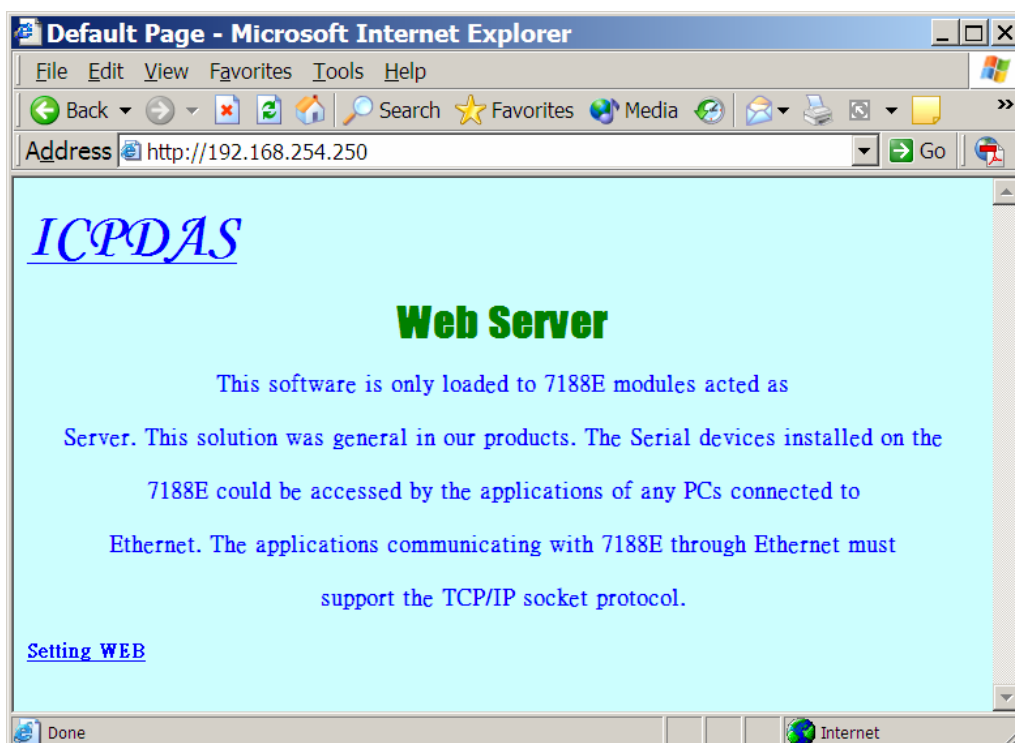 Default Page - Microsoft Internet Explorer
File Edit View Favorites Tools Help
Back Search Favorites Media »
Address http://192.168.254.250 Go
ICPDAS
Web Server
This software is only loaded to 7188E modules acted as
Server. This solution was general in our products. The Serial devices installed on the
7188E could be accessed by the applications of any PCs connected to
Ethernet. The applications communicating with 7188E through Ethernet must
support the TCP/IP socket protocol.
Setting WEB
Done Internet